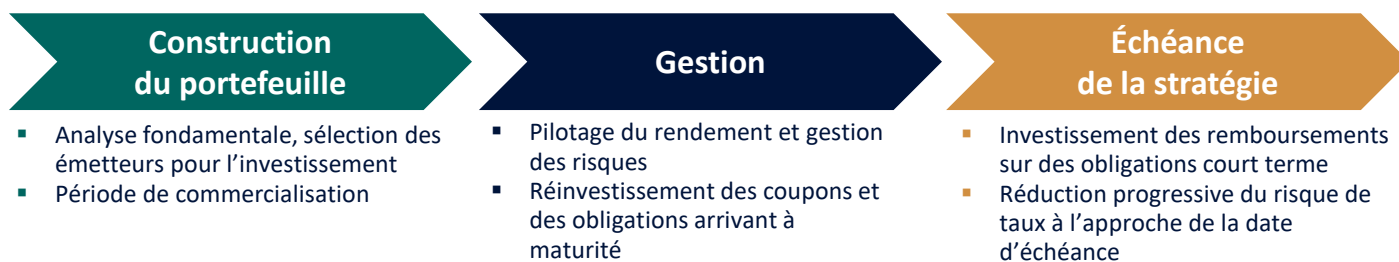 Construction
du portefeuille
▪ Analyse fondamentale, sélection des
émetteurs pour l’investissement
▪ Période de commercialisation
Gestion
▪ Pilotage du rendement et gestion
des risques
▪ Réinvestissement des coupons et
des obligations arrivant à
maturité
Échéance
de la stratégie
▪ Investissement des remboursements
sur des obligations court terme
▪ Réduction progressive du risque de
taux à l’approche de la date
d’échéance